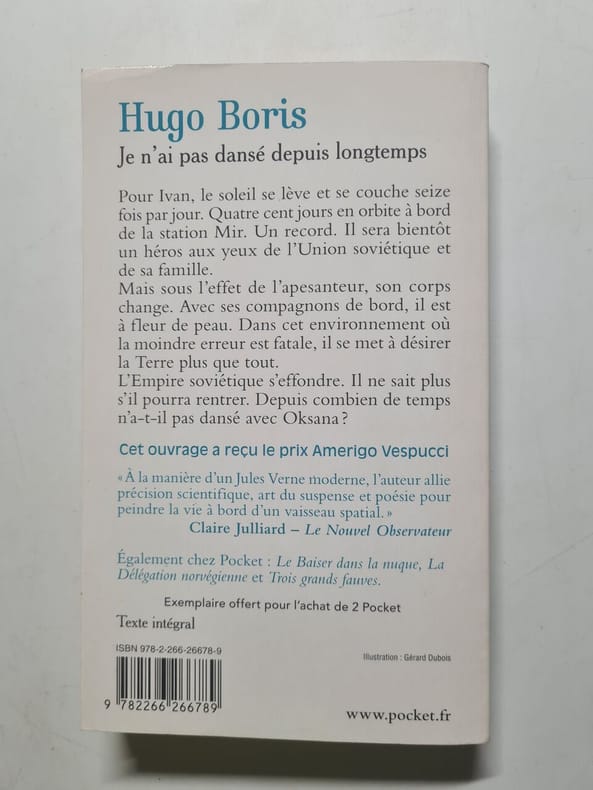 Hugo Boris
Je n'ai pas dansé depuis longtemps
Pour Ivan, le soleil se lève et se couche seize
fois par jour. Quatre cent jours en orbite à bord
de la station Mir. Un record. Il sera bientôt
un héros aux yeux de l'Union soviétique et
de sa famille.
Mais sous l'effet de l'apesanteur, son corps
change. Avec ses compagnons de bord, il est
à fleur de peau. Dans cet environnement où
la moindre erreur est fatale, il se met à désirer
la Terre plus que tout.
L'Empire soviétique s'effondre. Il ne sait plus
s'il pourra rentrer. Depuis combien de temps
n'a-t-il pas dansé avec Oksana ?
Cet ouvrage a reçu le prix Amerigo Vespucci
« À la manière d'un Jules Verne moderne, l'auteur allie
précision scientifique, art du suspense et poésie pour
peindre la vie à bord d'un vaisseau spatial. »
Claire Julliard – Le Nouvel Observateur
Également chez Pocket : Le Baiser dans la nuque, La
Délégation norvégienne et Trois grands fauves.
Exemplaire offert pour l'achat de 2 Pocket
Texte intégral
ISBN 978-2-266-26678-9
Illustration : Gérard Dubois
9 782266 266789
www.pocket.fr